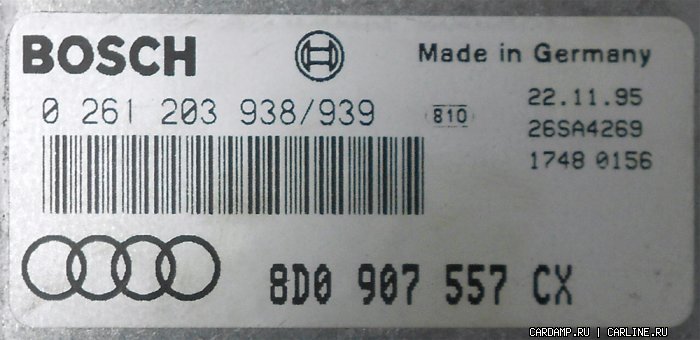 BOSCH
Made in Germany
0 261 203 938/939
810
22.11.95
26SA4269
1748 0156
8D0 907 557 CX
CARDAMP.RU | CARLINE.RU